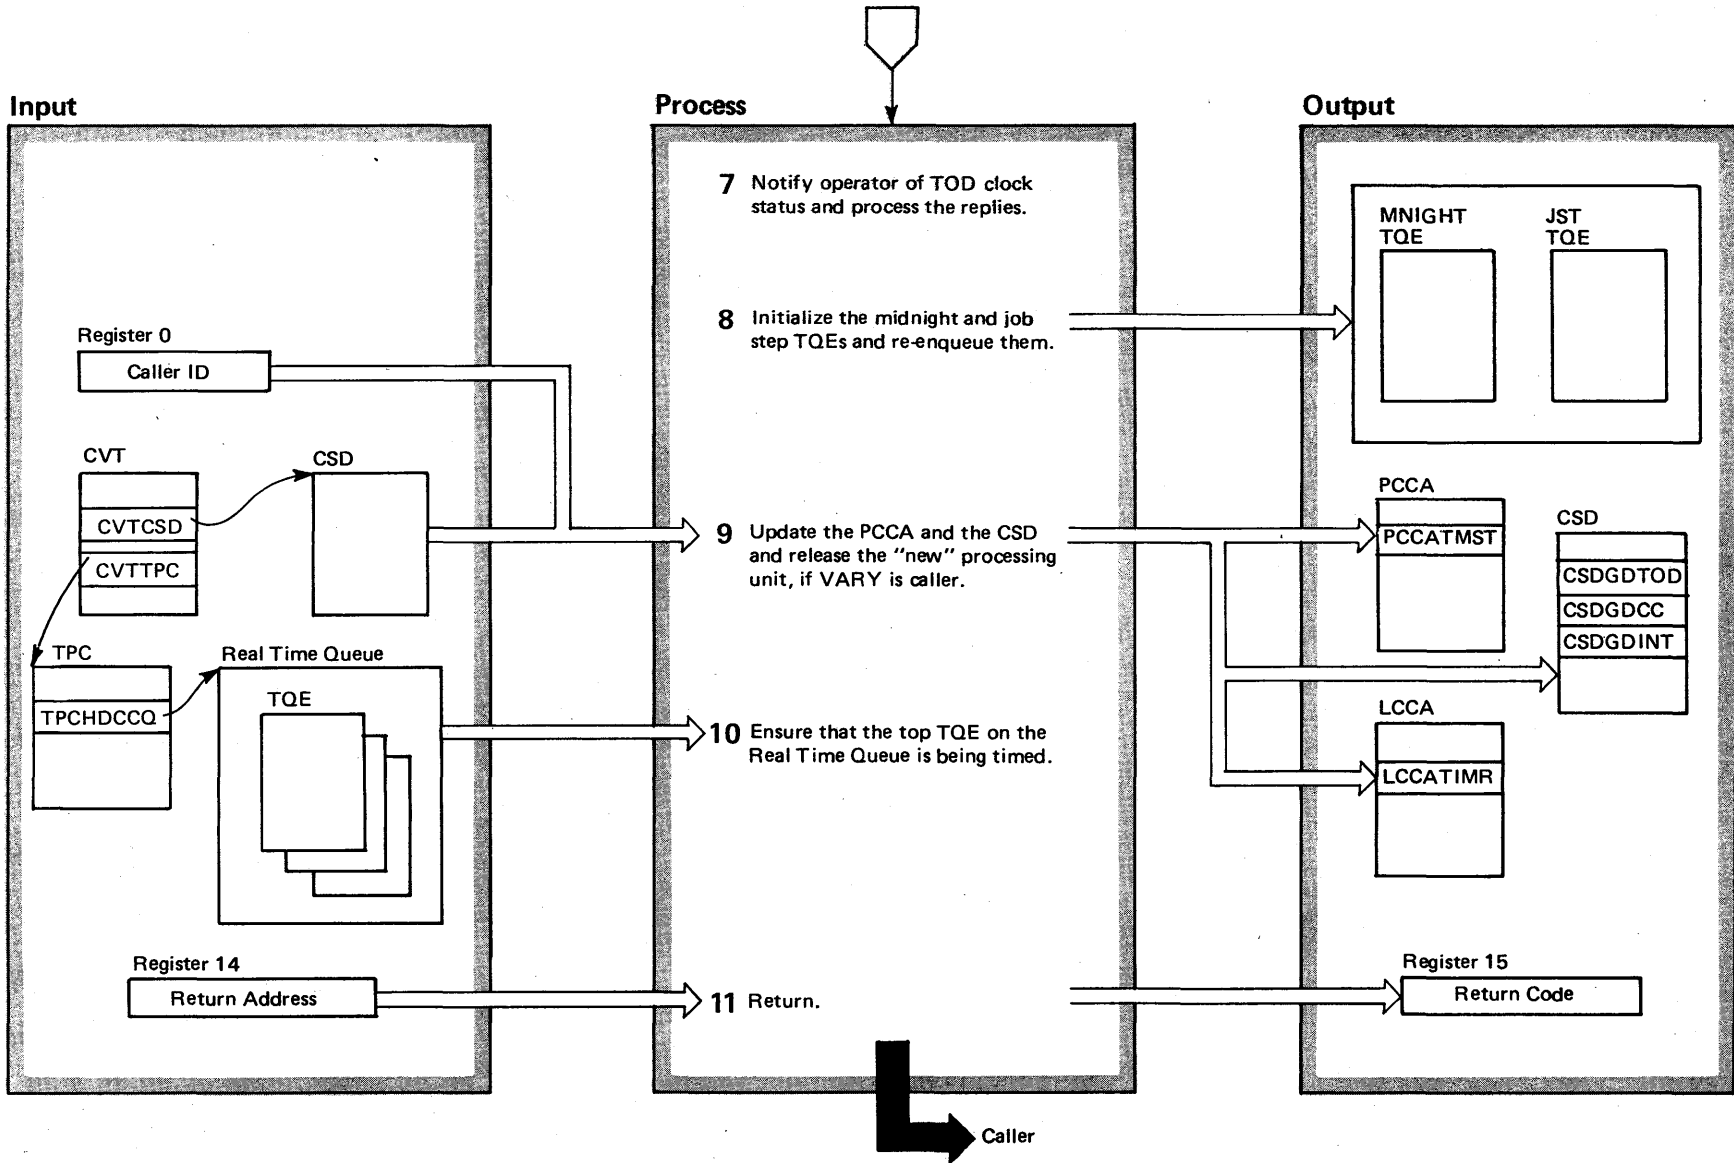 Input
Process
Output
7 Notify operator of TOD clock
status and process the replies.
MNIGHT
TQE
JST
TQE
8 Initialize the midnight and job
step TQEs and re-enqueue them.
Register 0
Caller ID
CVT
CVTCSD
CVTTPC
CSD
9 Update the PCCA and the CSD
and release the "new" processing
unit, if VARY is caller.
PCCA
PCCATMST
CSD
CSDGDTOD
CSDGDCC
CSDGDINT
TPC
TPCHDCCQ
Real Time Queue
TQE
10 Ensure that the top TQE on the
Real Time Queue is being timed.
LCCA
LCCATIMR
Register 14
Return Address
11 Return.
Register 15
Return Code
Caller